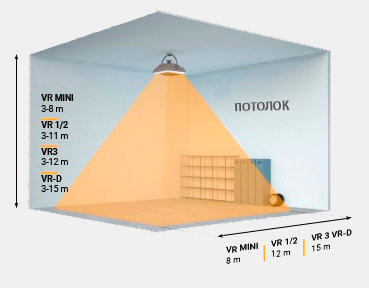 VR MINI
3-8 m
VR 1/2
3-11 m
VR3
3-12 m
VR-D
3-15 m
ПОТОЛОК
VR MINI
8 m
VR 1/2
12 m
VR 3 VR-D
15 m